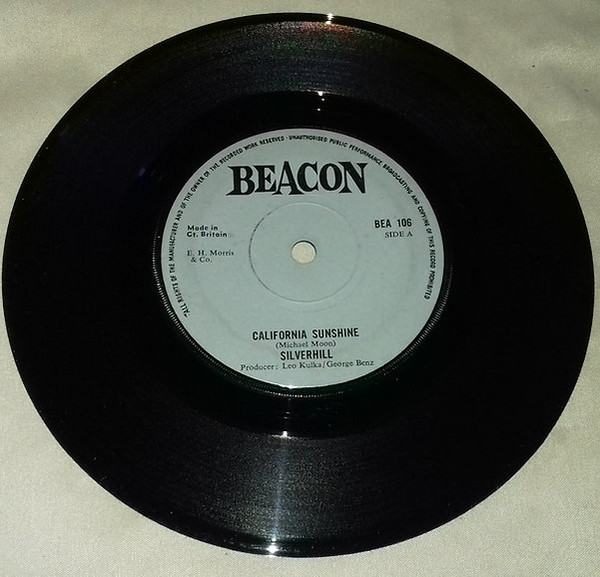 "ALL RIGHTS OF THE MANUFACTURER AND OF THE OWNER OF THE RECORDED WORK RESERVED · UNAUTHORISED PUBLIC PERFORMANCE BROADCASTING AND COPYING OF THIS RECORD PROHIBITED
BEACON
Made in
Gt. Britain
BEA 106
SIDE A
E. H. Morris
& Co.
CALIFORNIA SUNSHINE
(Michael Moon)
SILVERHILL
Producer: Leo Kulka/George Benz